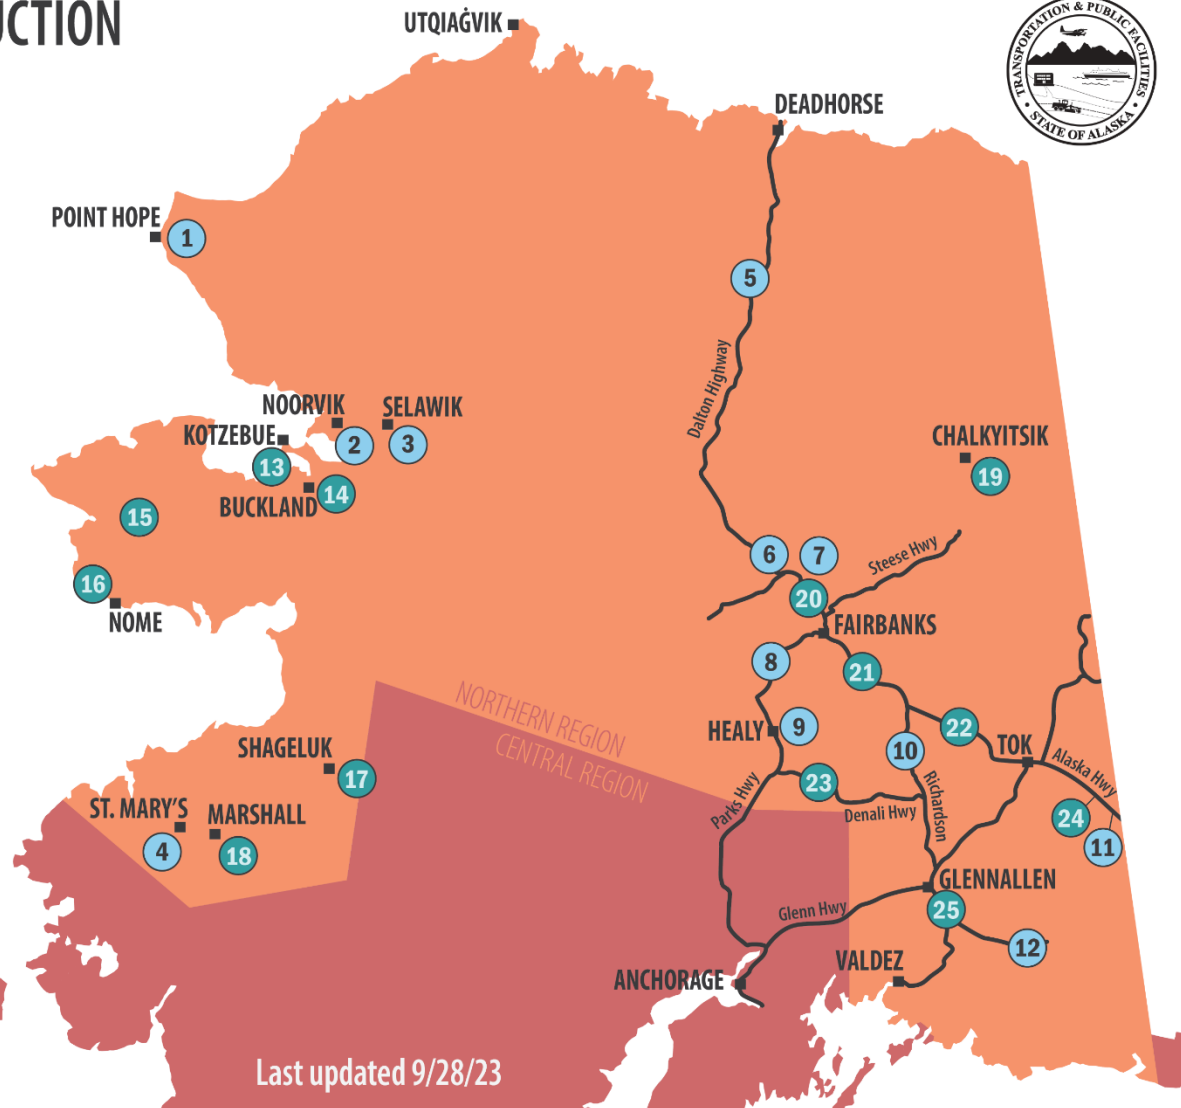 UCTION
UTQIAĠVIK
TRANSPORTATION & PUBLIC FACILITIES
STATE OF ALASKA
DEADHORSE
POINT HOPE
1
5
Dalton Highway
NOORVIK
SELAWIK
KOTZEBUE
2
3
13
BUCKLAND
14
15
CHALKYITSIK
19
16
NOME
6
7
Steese Hwy
20
FAIRBANKS
8
21
NORTHERN REGION
CENTRAL REGION
HEALY
9
10
22
TOK
Alaska Hwy
SHAGELUK
17
23
Parks Hwy
Denali Hwy
Richardson
24
11
ST. MARY'S
MARSHALL
4
18
GLENNALLEN
Glenn Hwy
25
12
VALDEZ
ANCHORAGE
Last updated 9/28/23